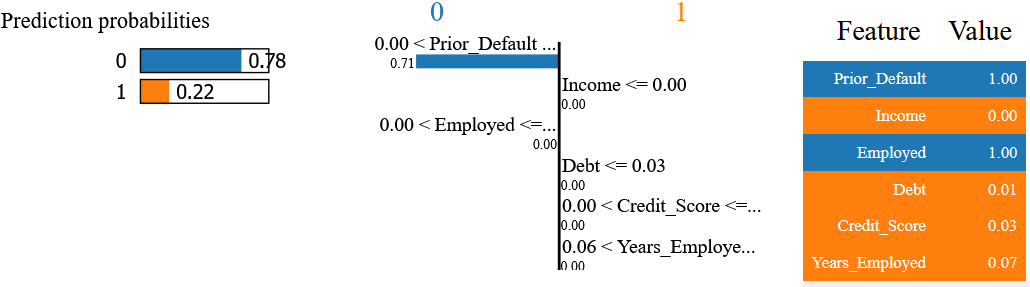 Prediction probabilities
0 0.78
1 0.22
0 1
0.00 < Prior_Default ...
0.71
Income <= 0.00
0.00
0.00 < Employed <=...
0.00
Debt <= 0.03
0.00
0.00 < Credit_Score <=...
0.00
0.06 < Years_Employe...
0.00
Feature Value
Prior_Default 1.00
Income 0.00
Employed 1.00
Debt 0.01
Credit_Score 0.03
Years_Employed 0.07